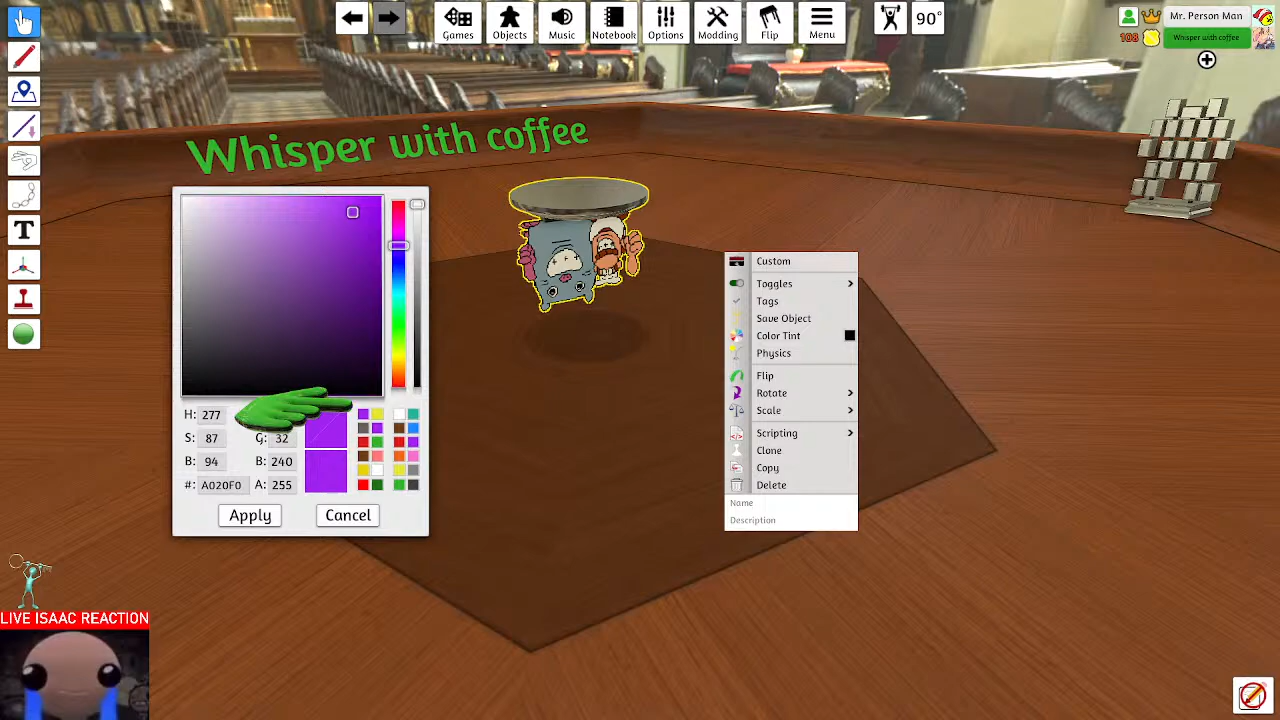 Games
Objects
Music
Notebook
Options
Modding
Flip
Menu
90°
Mr. Person Man
108
Whisper with coffee
Whisper with coffee
T
H: 277
S: 87
G: 32
B: 94
B: 240
#: A020F0
A: 255
Apply
Cancel
Custom
Toggles
Tags
Save Object
Color Tint
Physics
Flip
Rotate
Scale
Scripting
Clone
Copy
Delete
Name
Description
LIVE ISAAC REACTION